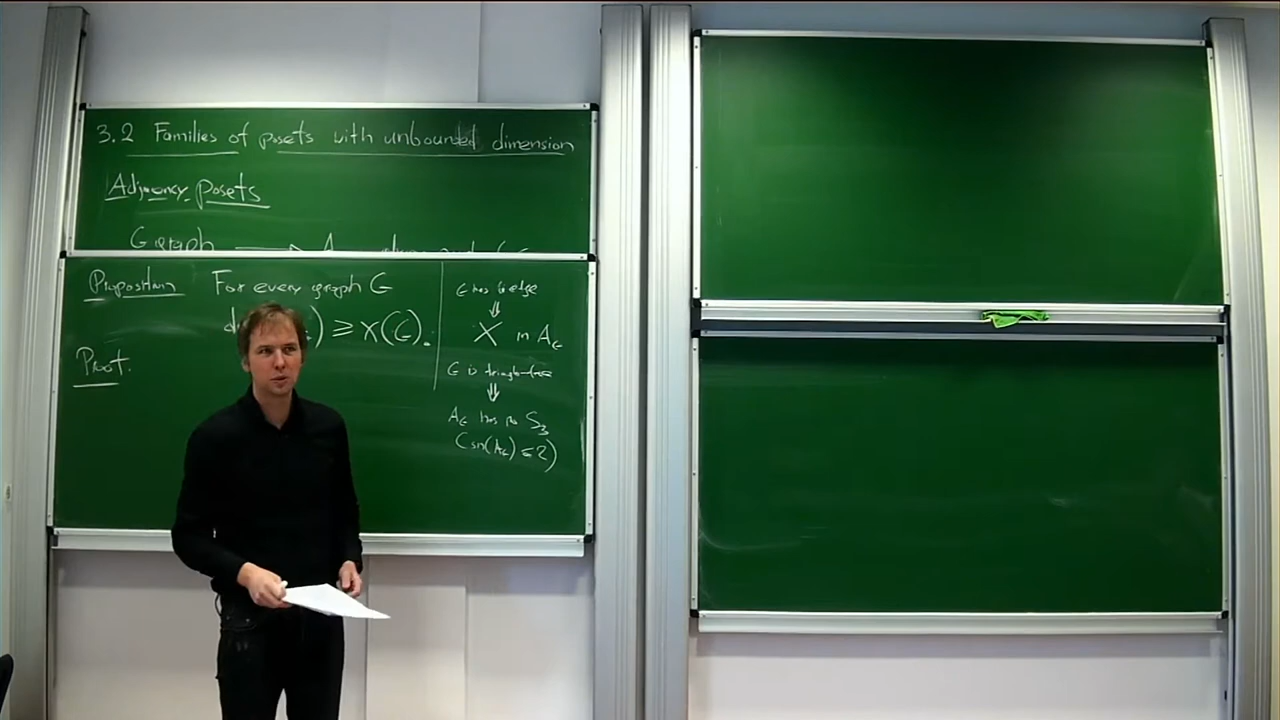 3.2 Families of posets with unbounded dimension
Adjacency posets
G graph →
Proposition For every graph G
) ≥ χ(G).
Proof.
G has edge
⇓
X in A_G
G is triangle-free
⇓
A_G has no S_3
(sn(A_G) ≤ 2)